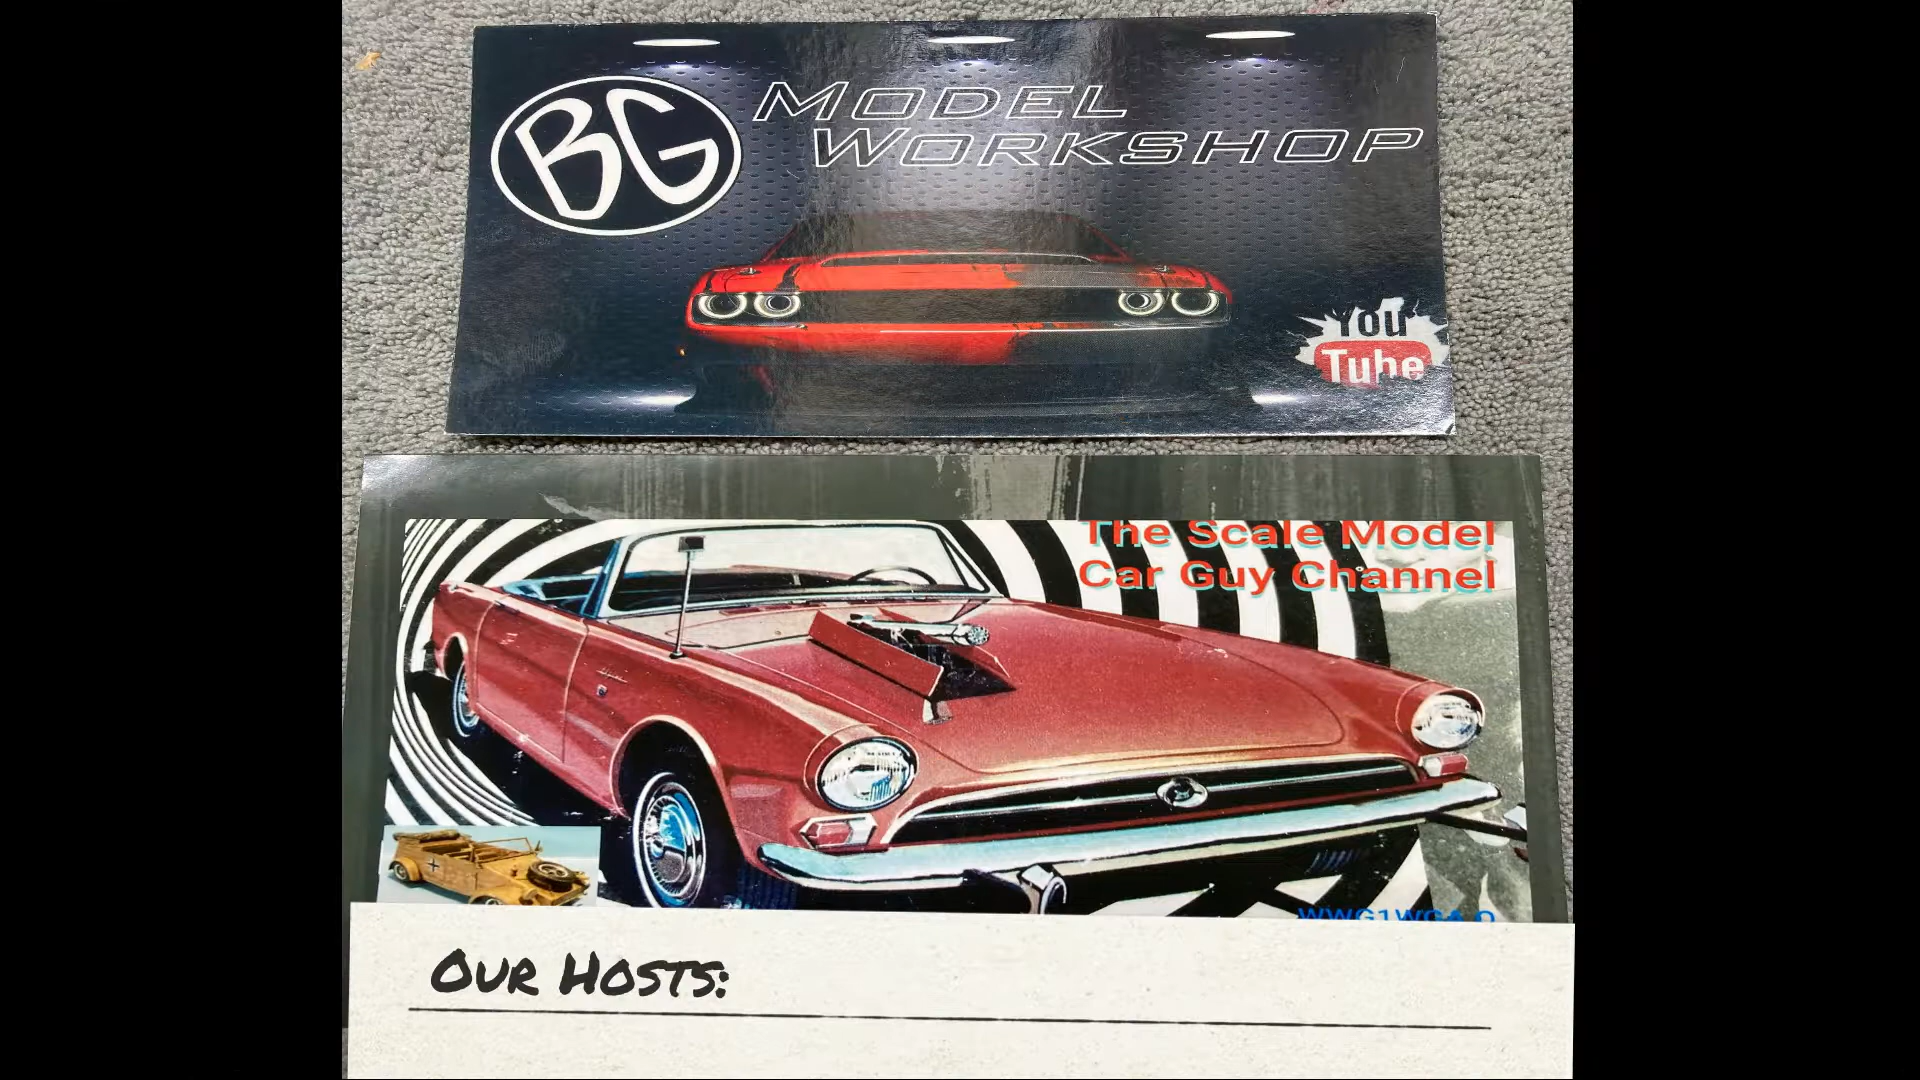 BG
MODEL
WORKSHOP
You
Tube
The Scale Model
Car Guy Channel
OUR HOSTS: